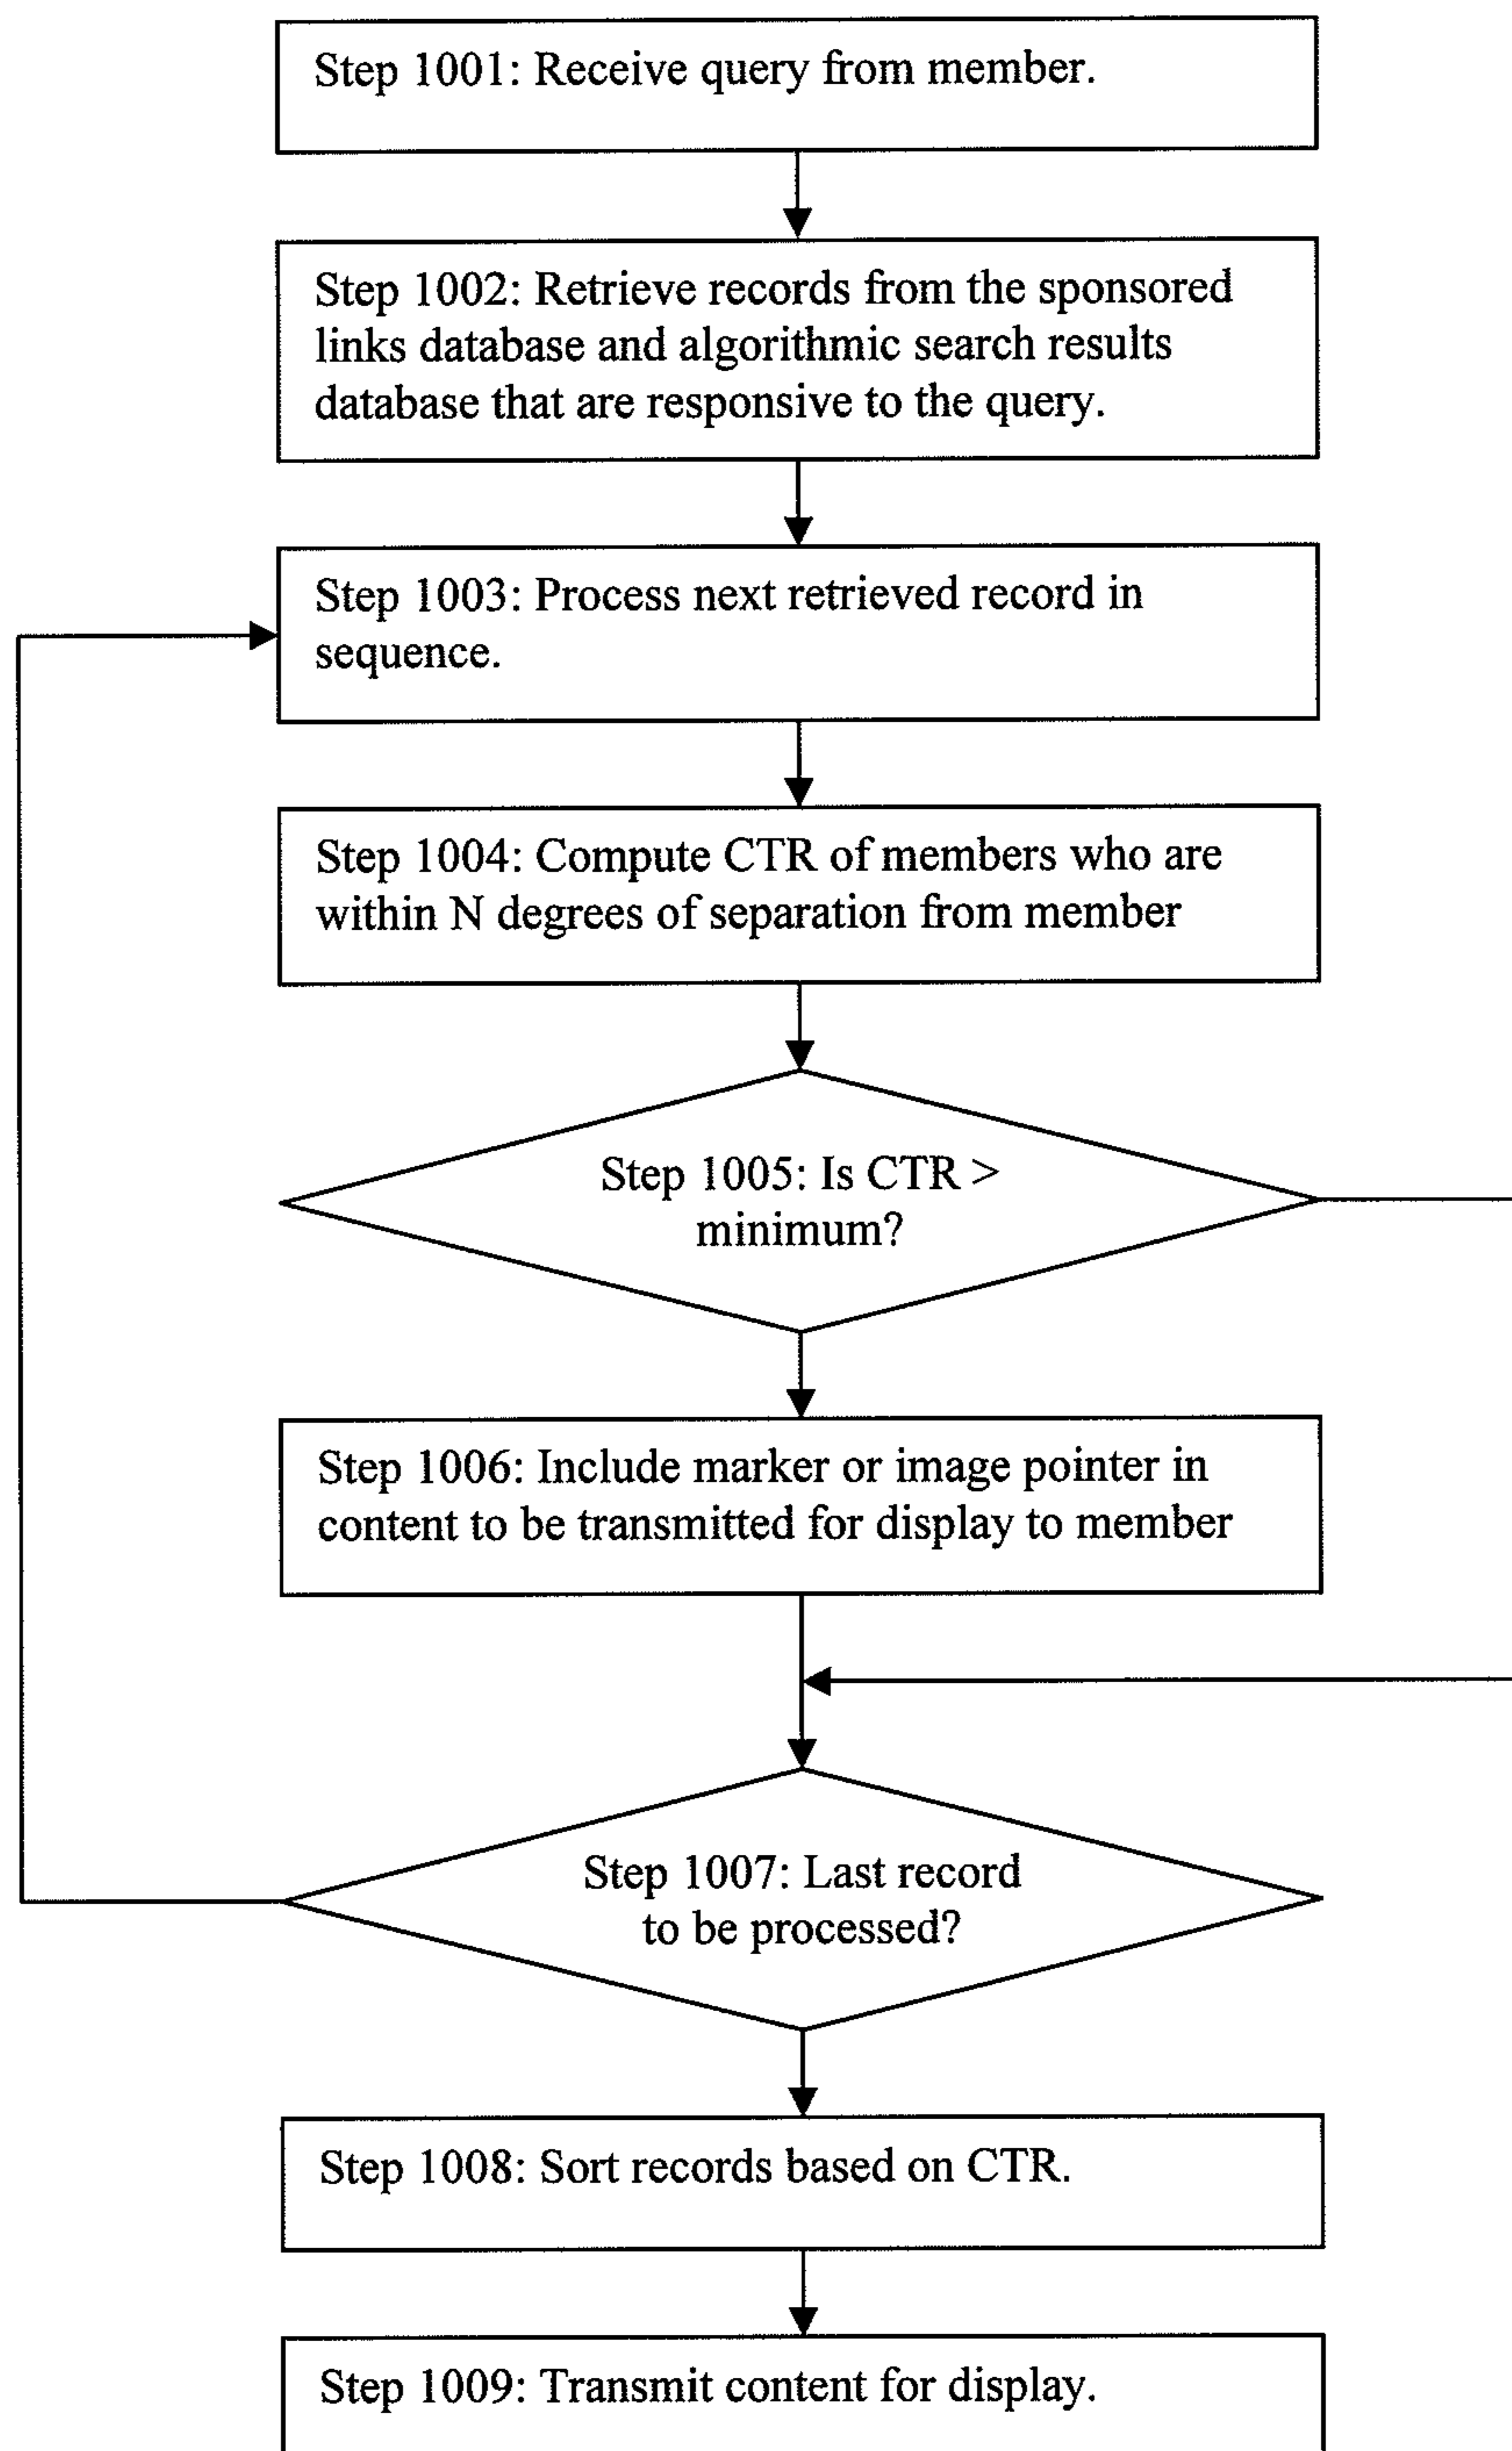 Step 1001: Receive query from member.
Step 1002: Retrieve records from the sponsored
links database and algorithmic search results
database that are responsive to the query.
Step 1003: Process next retrieved record in
sequence.
Step 1004: Compute CTR of members who are
within N degrees of separation from member
Step 1005: Is CTR >
minimum?
Step 1006: Include marker or image pointer in
content to be transmitted for display to member
Step 1007: Last record
to be processed?
Step 1008: Sort records based on CTR.
Step 1009: Transmit content for display.